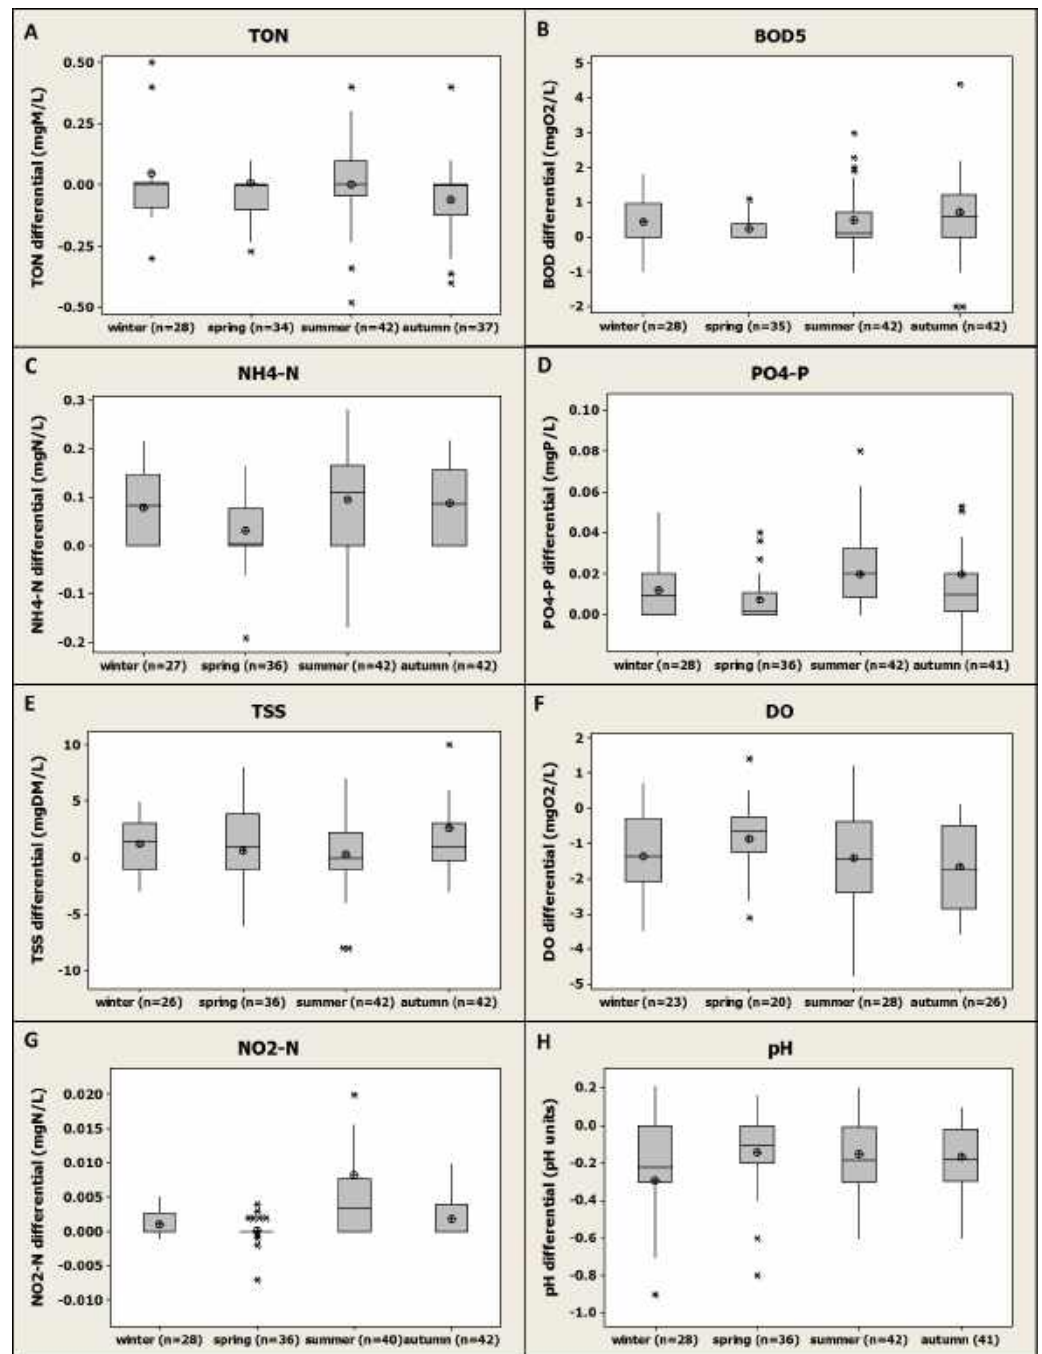 A
TON
TON differential (mgM/L)
0.50
0.25
0.00
-0.25
-0.50
winter (n=28) spring (n=34) summer (n=42) autumn (n=37)
B
BOD5
BOD differential (mgO2/L)
5
4
3
2
1
0
-1
-2
winter (n=28) spring (n=35) summer (n=42) autumn (n=42)
C
NH4-N
NH4-N differential (mgN/L)
0.3
0.2
0.1
0.0
-0.1
-0.2
winter (n=27) spring (n=36) summer (n=42) autumn (n=42)
D
PO4-P
PO4-P differential (mgP/L)
0.10
0.08
0.06
0.04
0.02
0.00
winter (n=28) spring (n=36) summer (n=42) autumn (n=41)
E
TSS
TSS differential (mgDM/L)
10
5
0
-5
-10
winter (n=26) spring (n=36) summer (n=42) autumn (n=42)
F
DO
DO differential (mgO2/L)
2
1
0
-1
-2
-3
-4
-5
winter (n=23) spring (n=20) summer (n=28) autumn (n=26)
G
NO2-N
NO2-N differential (mgN/L)
0.020
0.015
0.010
0.005
0.000
-0.005
-0.010
winter (n=28) spring (n=36) summer (n=40) autumn (n=42)
H
pH
pH differential (pH units)
0.2
0.0
-0.2
-0.4
-0.6
-0.8
-1.0
winter (n=28) spring (n=36) summer (n=42) autumn (41)